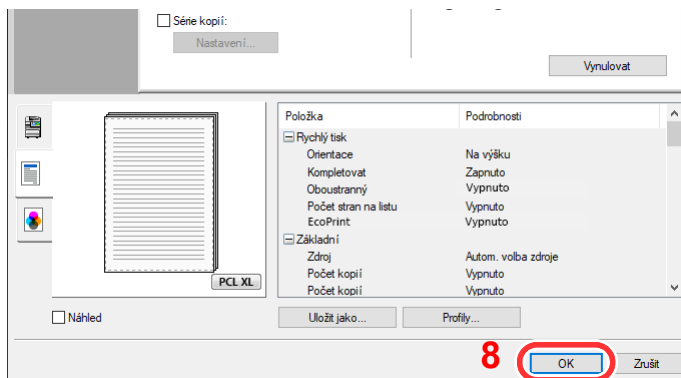 Série kopií:
Nastavení...
Vynulovat
Položka Podrobnosti
Rychlý tisk
Orientace Na výšku
Kompletovat Zapnuto
Oboustranný Vypnuto
Počet stran na listu Vypnuto
EcoPrint Vypnuto
Základní
Zdroj Autom. volba zdroje
Počet kopií Vypnuto
Počet kopií Vypnuto
PCL XL
Náhled Uložit jako... Profily...
8 OK Zrušit